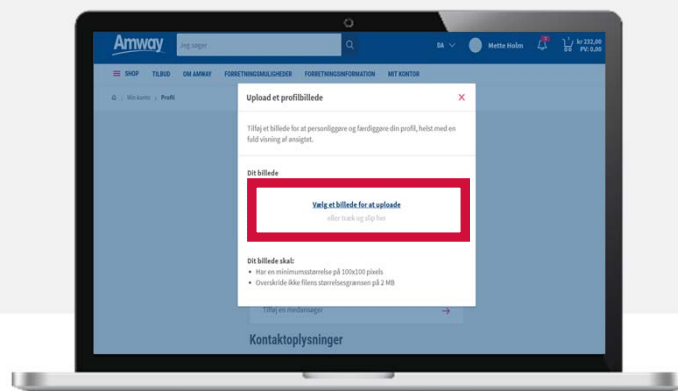 Amway
Jeg søger
DA
Mette Holm
kr 232,00
PV: 0,00
SHOP TILBUD OM AMWAY FORRETNINGSMULIGHEDER FORRETNINGSINFORMATION MIT KONTOR
Min konto Profil
Upload et profilbillede
Tilføj et billede for at personliggøre og færdiggøre din profil, helst med en
fuld visning af ansigtet.
Dit billede
Vælg et billede for at uploade
eller træk og slip her
Dit billede skal:
• Har en minimumsstørrelse på 100x100 pixels
• Overskride ikke filens størrelsesgrænsen på 2 MB
Tilføj en medansøger
Kontaktoplysninger